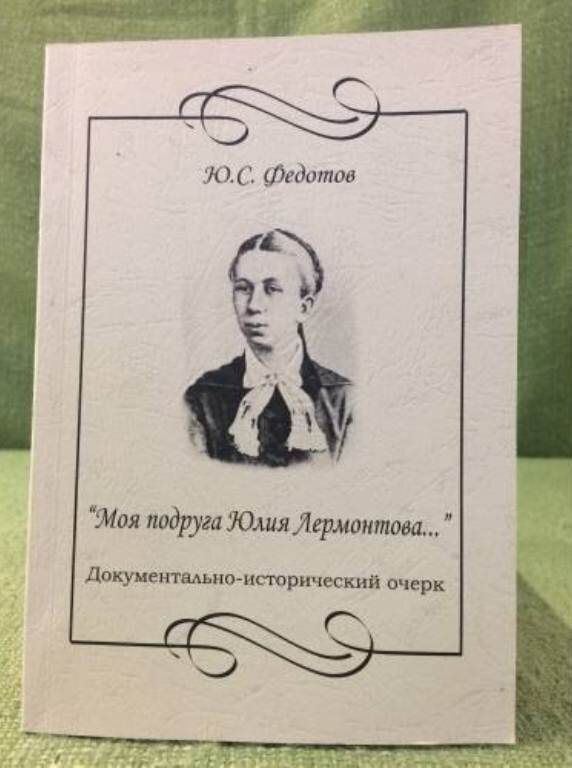 Ю.С. Федотов
“Моя подруга Юлия Лермонтова...”
Документально-исторический очерк